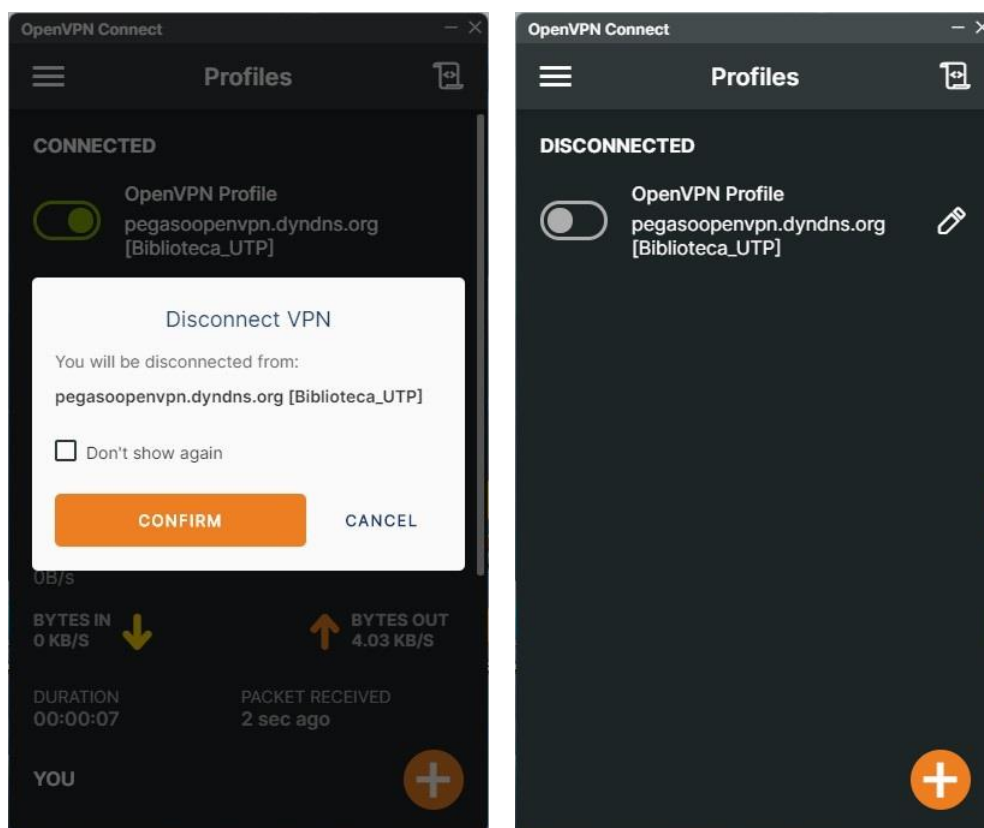 OpenVPN Connect
Profiles
CONNECTED
OpenVPN Profile
pegasoopenvpn.dyndns.org
[Biblioteca_UTP]
Disconnect VPN
You will be disconnected from:
pegasoopenvpn.dyndns.org [Biblioteca_UTP]
Don't show again
CONFIRM CANCEL
0B/s
BYTES IN BYTES OUT
0 KB/S 4.03 KB/S
DURATION PACKET RECEIVED
00:00:07 2 sec ago
YOU
OpenVPN Connect
Profiles
DISCONNECTED
OpenVPN Profile
pegasoopenvpn.dyndns.org
[Biblioteca_UTP]